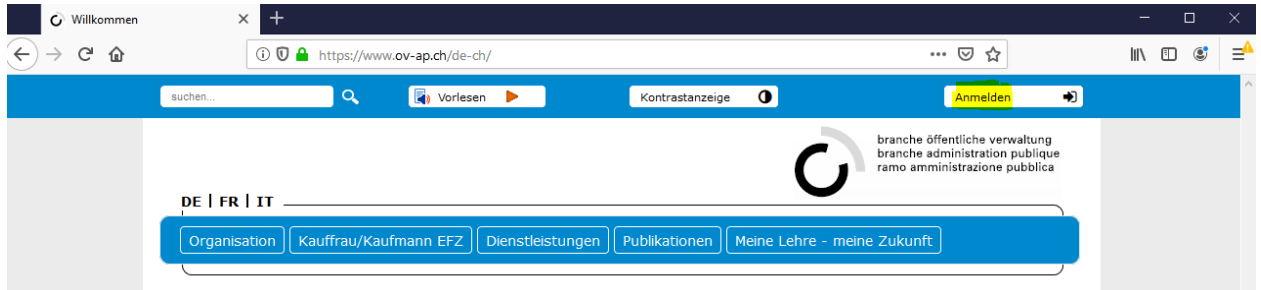 Willkommen
https://www.ov-ap.ch/de-ch/
suchen... Vorlesen Kontrastanzeige Anmelden
branche öffentliche verwaltung
branche administration publique
ramo amministrazione pubblica
DE | FR | IT
Organisation Kauffrau/Kaufmann EFZ Dienstleistungen Publikationen Meine Lehre - meine Zukunft